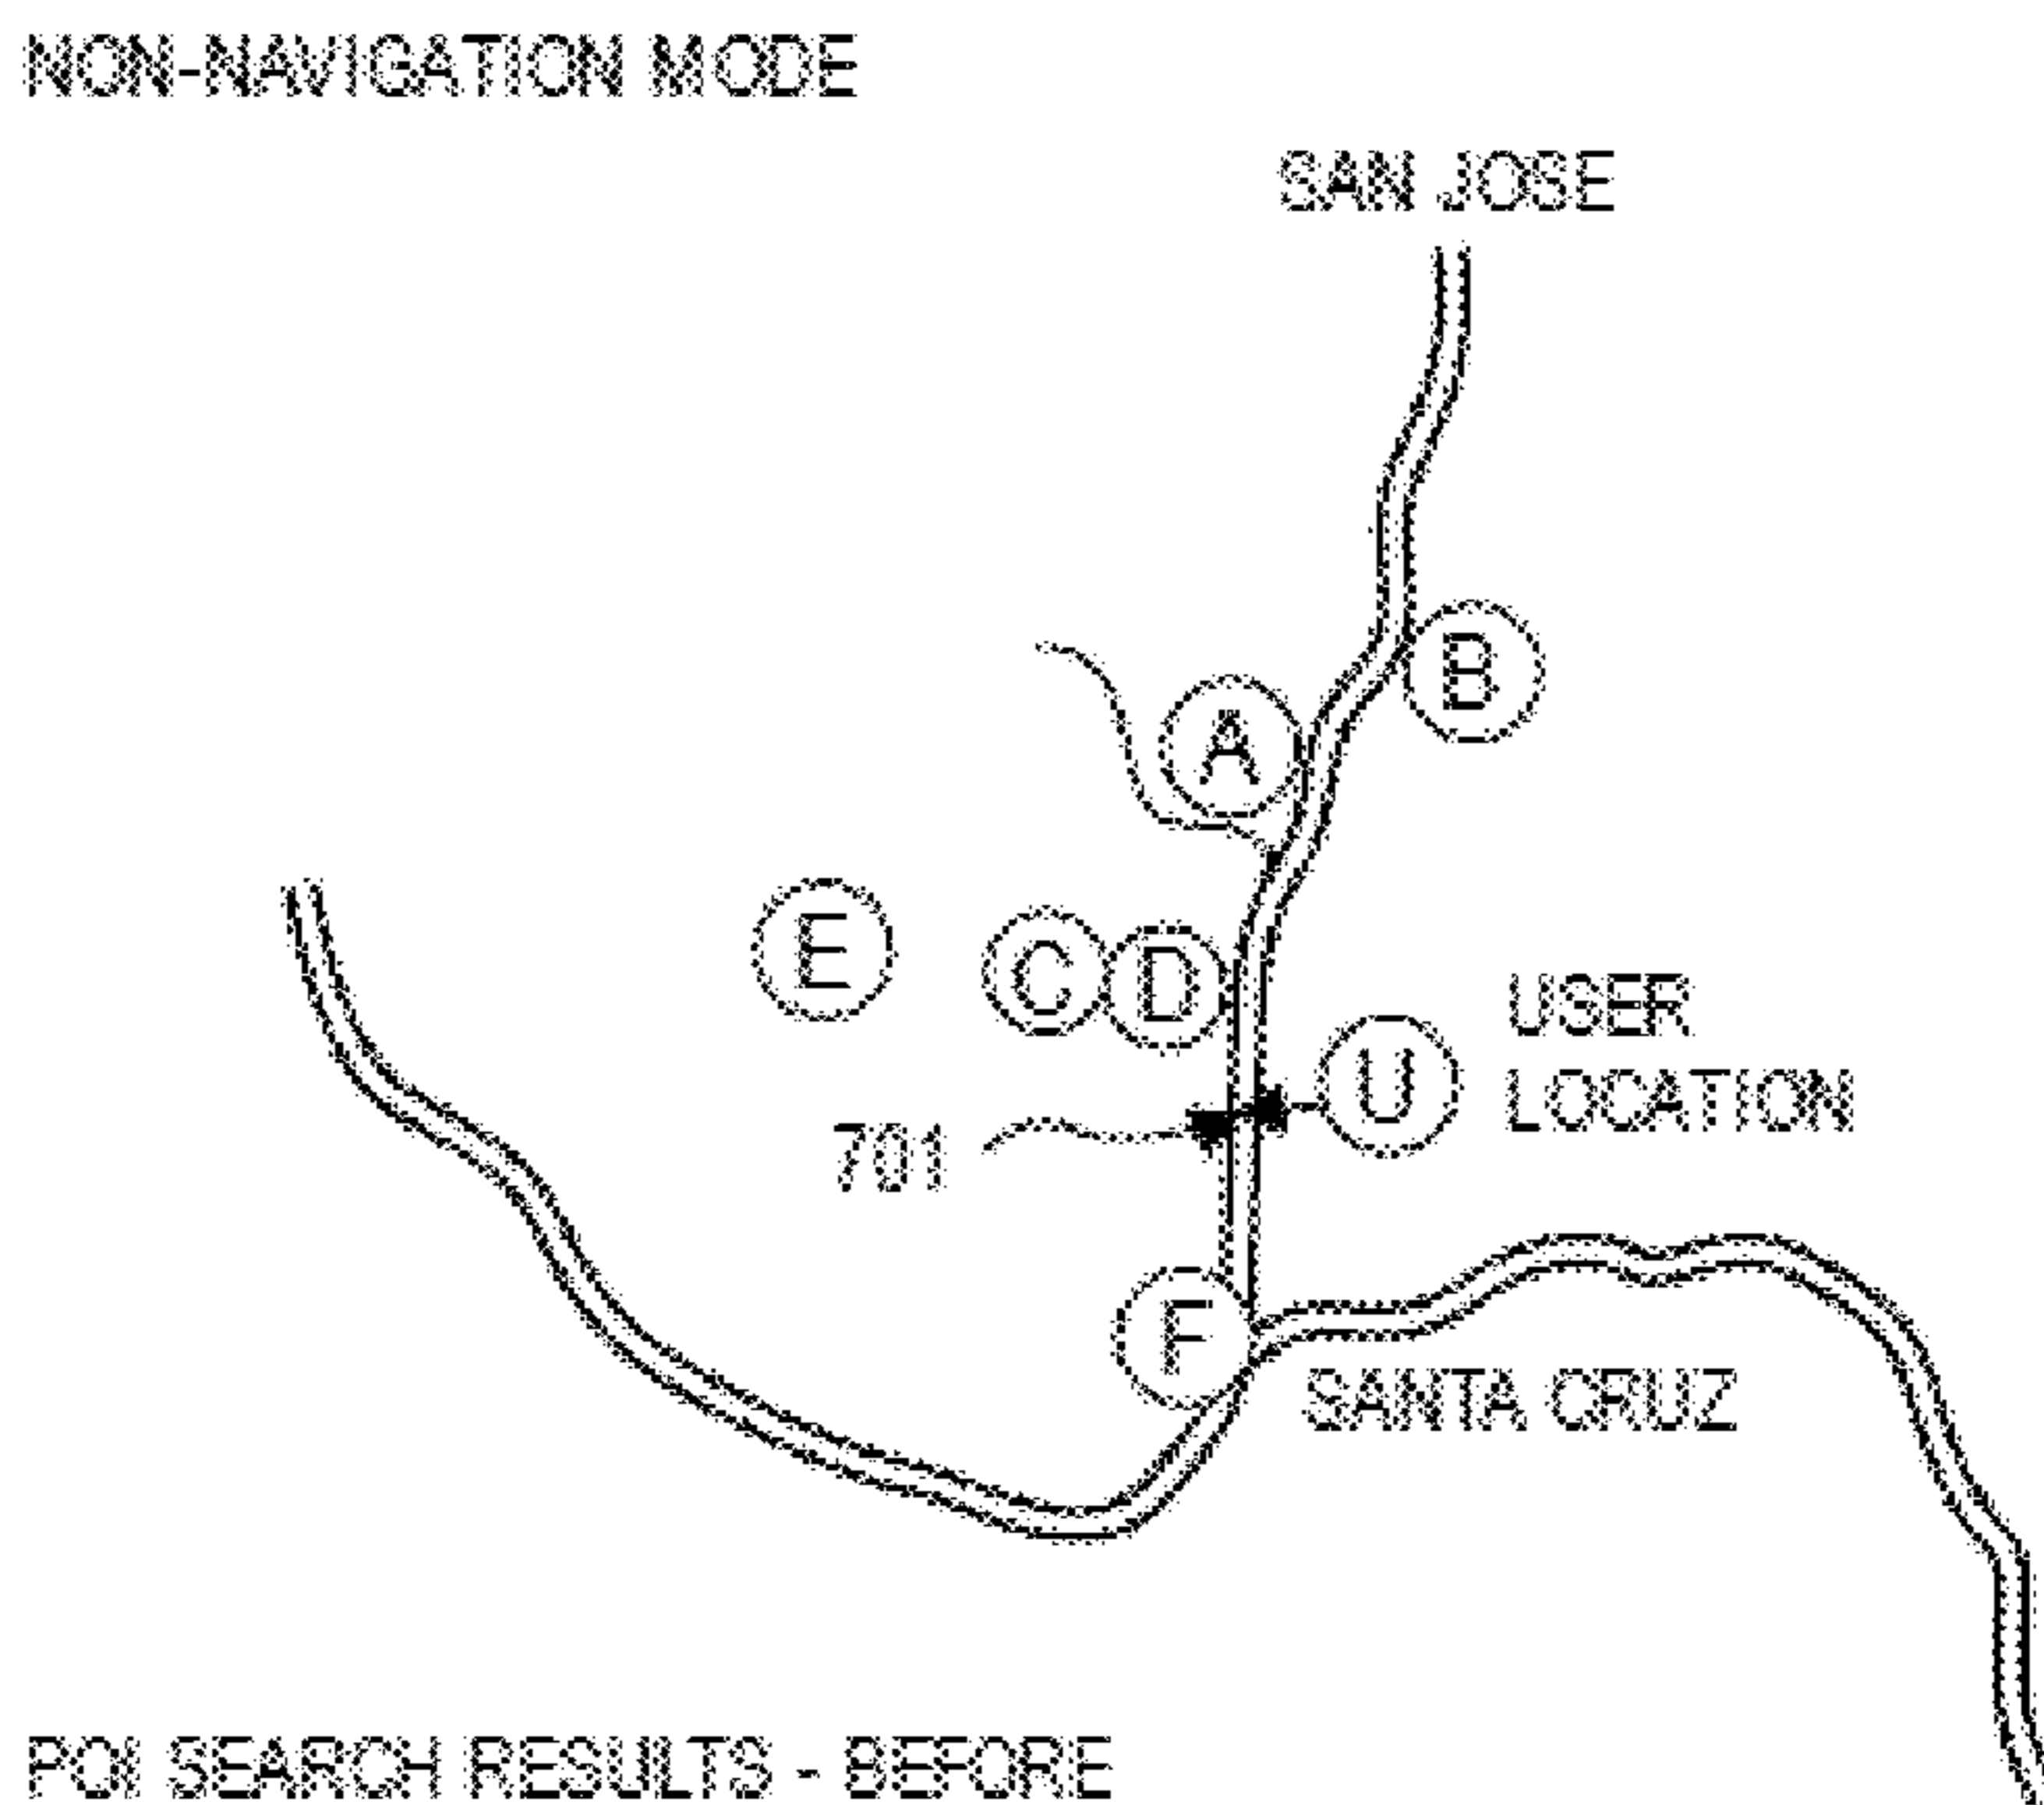 NON-NAVIGATION MODE
SAN JOSE
B
A
E
C
D
USER
LOCATION
U
701
F
SANTA CRUZ
POI SEARCH RESULTS - BEFORE